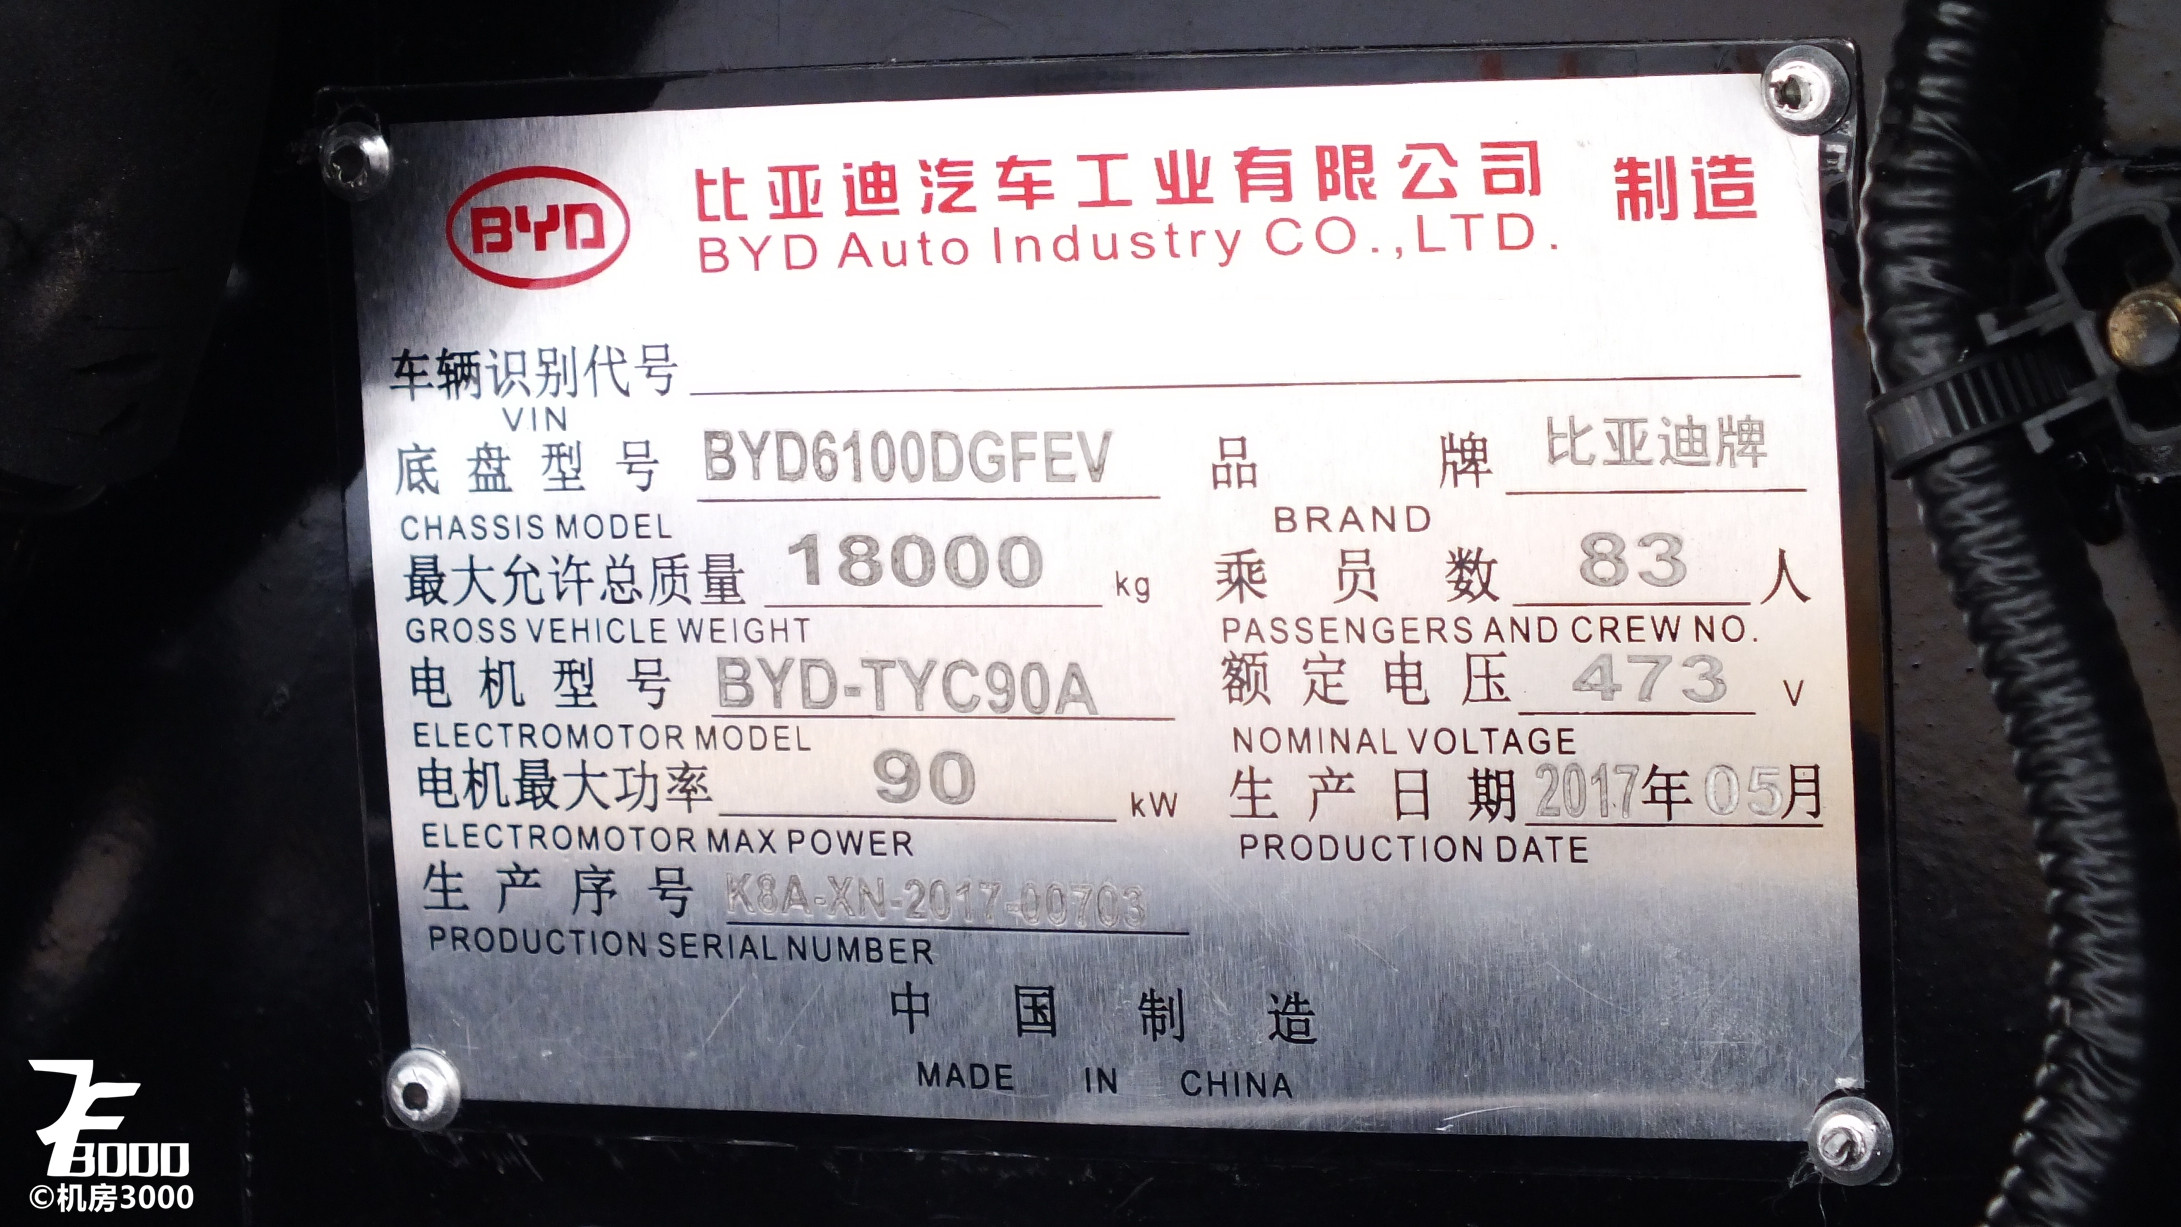 BYD 比亚迪汽车工业有限公司 制造
BYD Auto Industry CO.,LTD.
车辆识别代号
VIN
底盘型号 BYD6100DGFEV 品牌 比亚迪牌
CHASSIS MODEL BRAND
最大允许总质量 18000 kg 乘员数 83 人
GROSS VEHICLE WEIGHT PASSENGERS AND CREW NO.
电机型号 BYD-TYC90A 额定电压 473 V
ELECTROMOTOR MODEL NOMINAL VOLTAGE
电机最大功率 90 kW 生产日期 2017年05月
ELECTROMOTOR MAX POWER PRODUCTION DATE
生产序号 K8A-XN-2017-00703
PRODUCTION SERIAL NUMBER
中国制造
MADE IN CHINA
JF3000
©机房3000